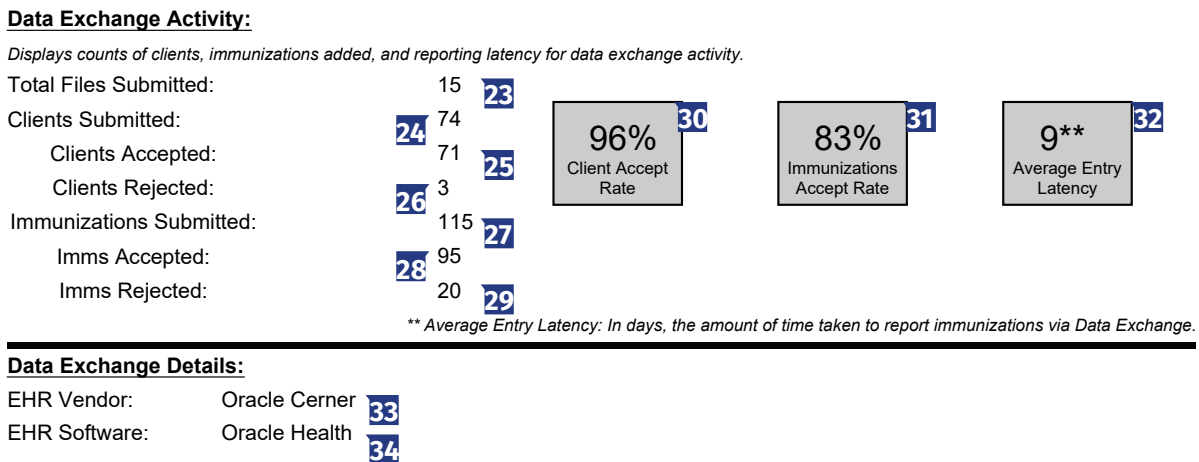 Data Exchange Activity:
Displays counts of clients, immunizations added, and reporting latency for data exchange activity.
Total Files Submitted: 15 23
Clients Submitted: 24 74
Clients Accepted: 71 25
Clients Rejected: 26 3
Immunizations Submitted: 115 27
Imms Accepted: 28 95
Imms Rejected: 20 29
96% 30
Client Accept
Rate
83% 31
Immunizations
Accept Rate
9** 32
Average Entry
Latency
** Average Entry Latency: In days, the amount of time taken to report immunizations via Data Exchange.
Data Exchange Details:
EHR Vendor: Oracle Cerner 33
EHR Software: Oracle Health 34